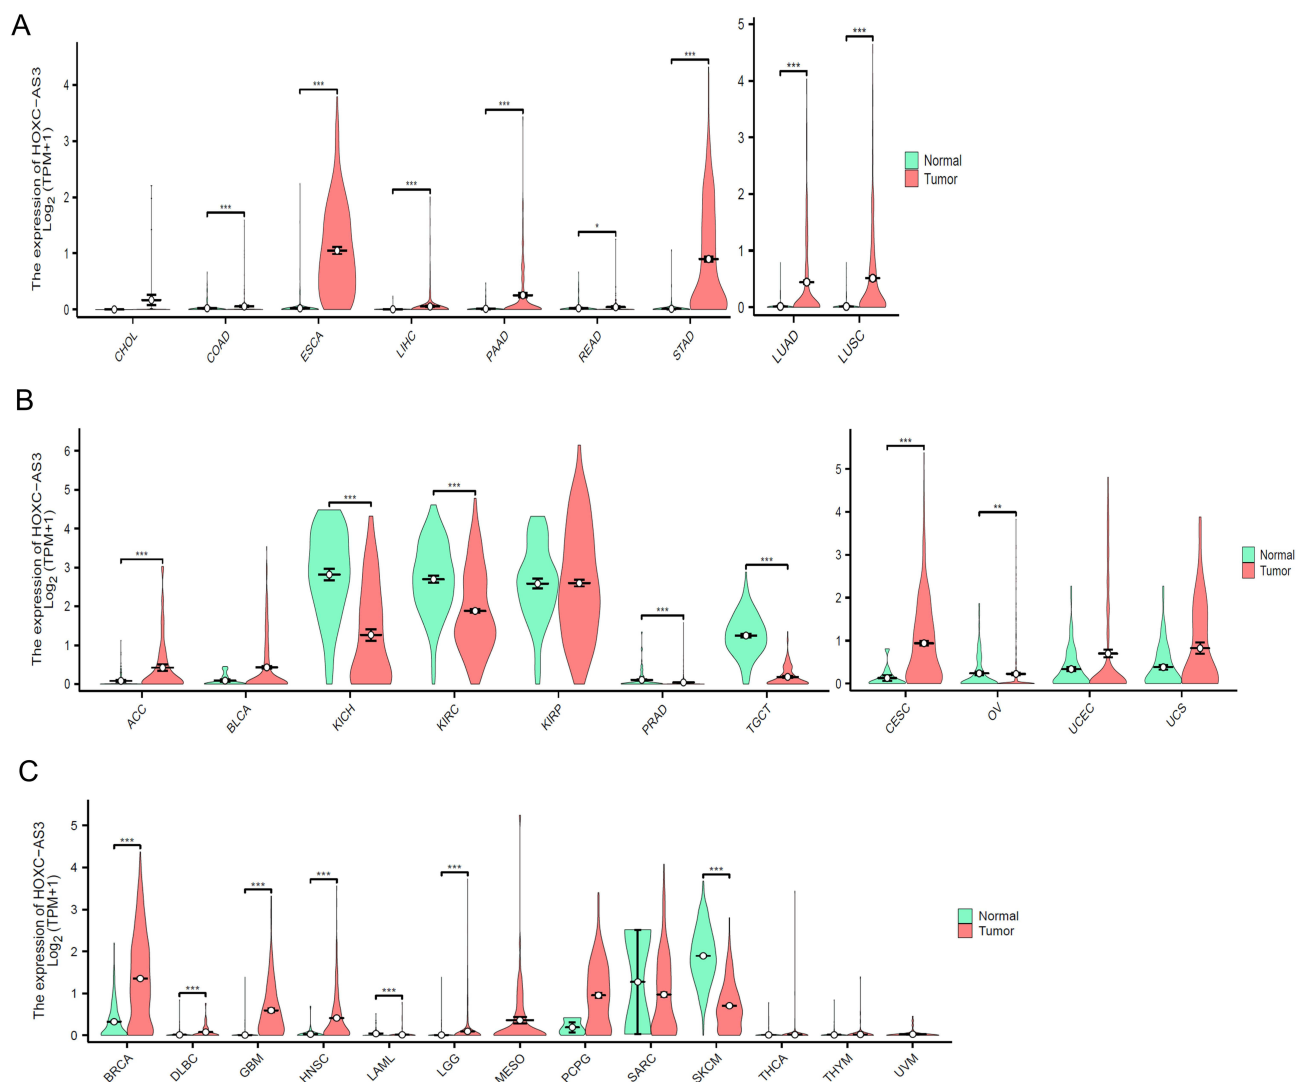 A
The expression of HOXC−AS3
Log2 (TPM+1)
4
3
2
1
0
***
***
***
***
*
***
CHOL
COAD
ESCA
LIHC
PAAD
READ
STAD
5
4
3
2
1
0
***
***
LUAD
LUSC
Normal
Tumor
B
The expression of HOXC−AS3
Log2 (TPM+1)
6
5
4
3
2
1
0
***
***
***
***
***
ACC
BLCA
KICH
KIRC
KIRP
PRAD
TGCT
5
4
3
2
1
0
***
**
CESC
OV
UCEC
UCS
Normal
Tumor
C
The expression of HOXC−AS3
Log2 (TPM+1)
5
4
3
2
1
0
***
***
***
***
***
***
***
BRCA
DLBC
GBM
HNSC
LAML
LGG
MESO
PCPG
SARC
SKCM
THCA
THYM
UVM
Normal
Tumor